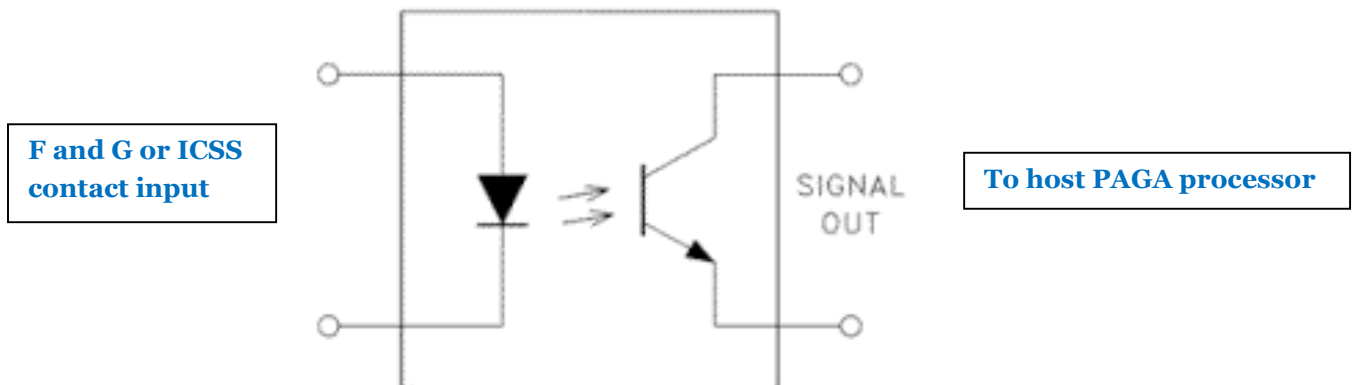 F and G or ICSS
contact input
SIGNAL
OUT
To host PAGA processor